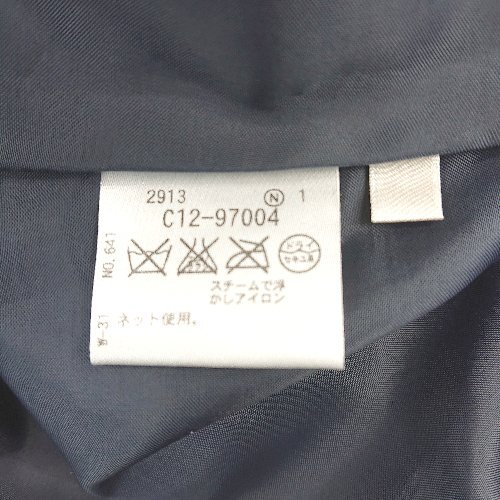 2913 Ⓝ 1
C12-97004
NO.641
ドライ
セキユ系
スチームで浮
かしアイロン
W-31 ネット使用.